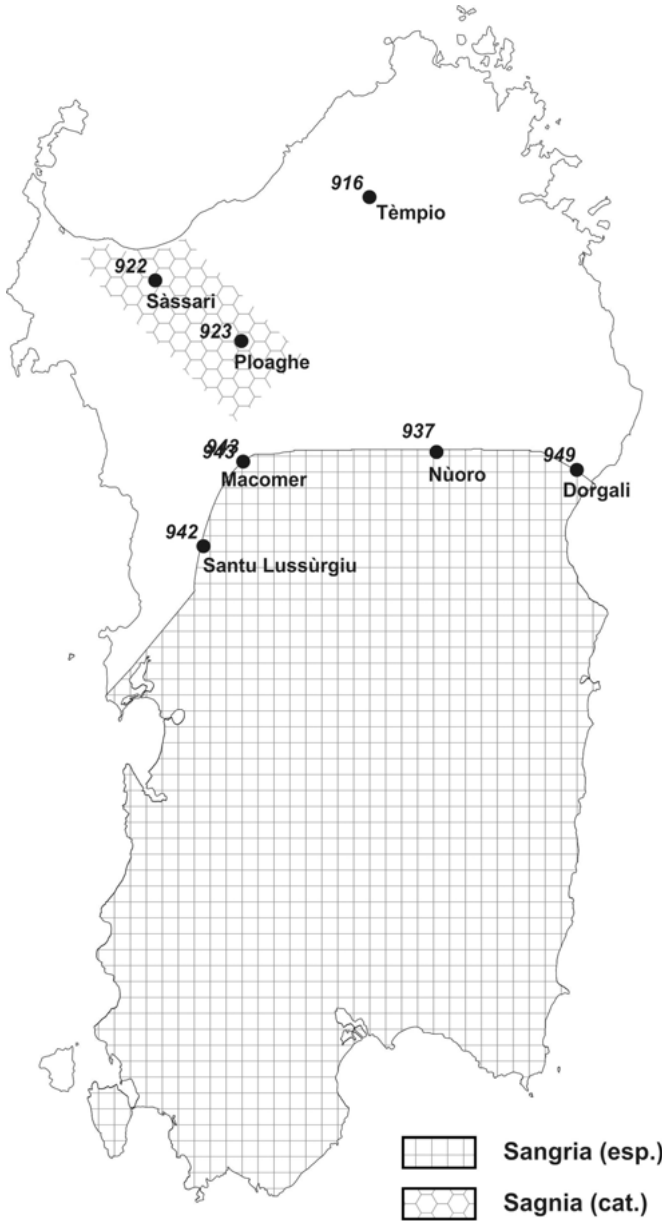 916
Tèmpio
922
Sàssari
923
Ploaghe
943
Macomer
937
Nùoro
949
Dorgali
942
Santu Lussùrgiu
Sangria (esp.)
Sagnia (cat.)